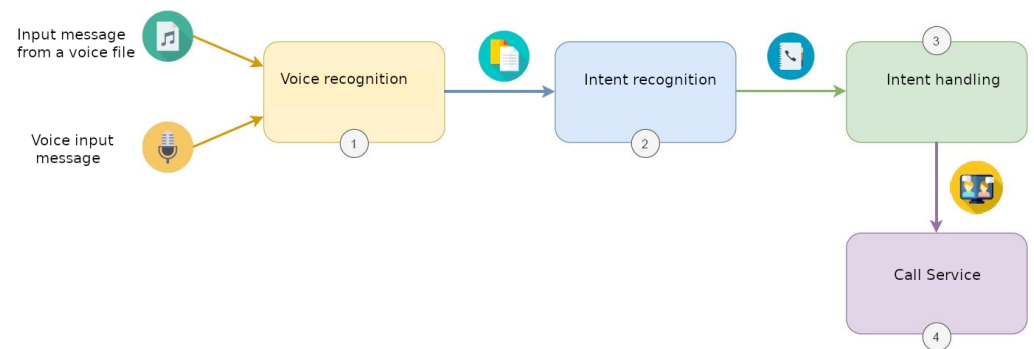 Input message
from a voice file
Voice input
message
Voice recognition
1
Intent recognition
2
3
Intent handling
Call Service
4